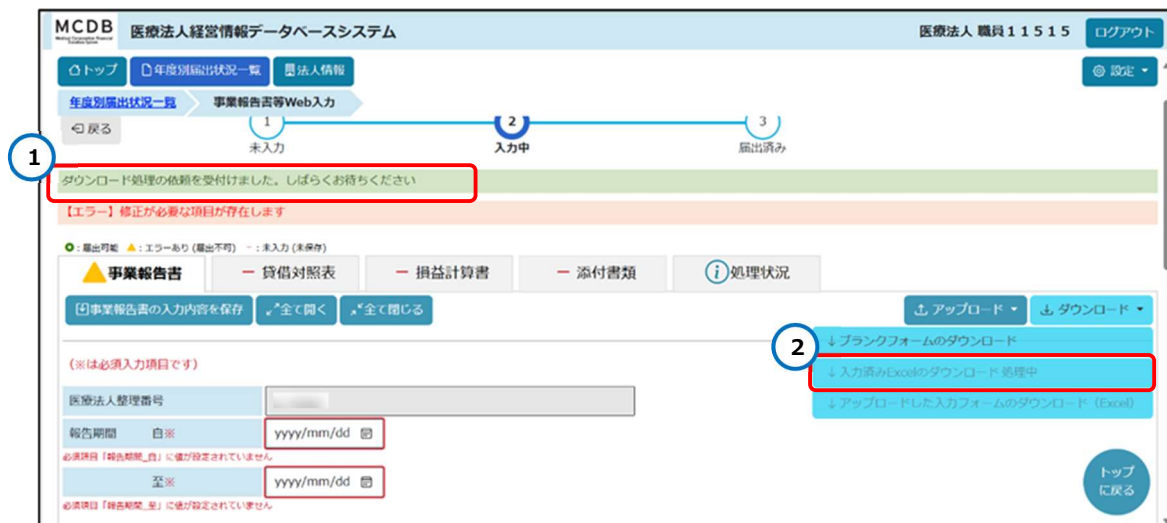 MCDB 医療法人経営情報データベースシステム 医療法人 職員11515 ログアウト
トップ 年度別届出状況一覧 法人情報 設定
年度別届出状況一覧 事業報告書等Web入力
戻る 1 2 3
未入力 入力中 届出済み
1
ダウンロード処理の依頼を受付けました。しばらくお待ちください
【エラー】修正が必要な項目が存在します
：届出可能 ：エラーあり (届出不可) －：未入力 (未保存)
事業報告書 － 貸借対照表 － 損益計算書 － 添付書類 i 処理状況
事業報告書の入力内容を保存 全て開く 全て閉じる アップロード ダウンロード
2 ↓ブランクフォームのダウンロード
（※は必須入力項目です） ↓入力済みExcelのダウンロード 処理中
医療法人整理番号 ↓アップロードした入力フォームのダウンロード（Excel）
報告期間 自※ yyyy/mm/dd
必須項目「報告期間_自」に値が設定されていません
至※ yyyy/mm/dd トップに戻る
必須項目「報告期間_至」に値が設定されていません